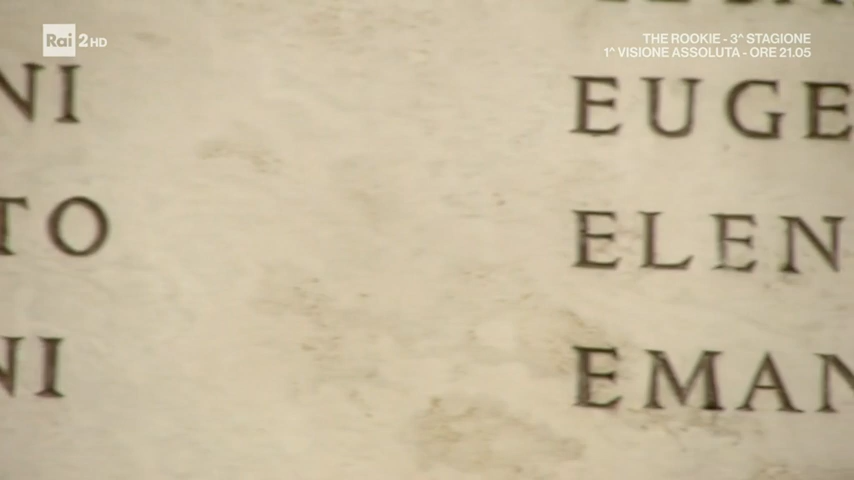 Rai 2 HD
THE ROOKIE - 3^ STAGIONE
1^ VISIONE ASSOLUTA - ORE 21.05
NI
EUGE
TO
ELEN
NI
EMAN